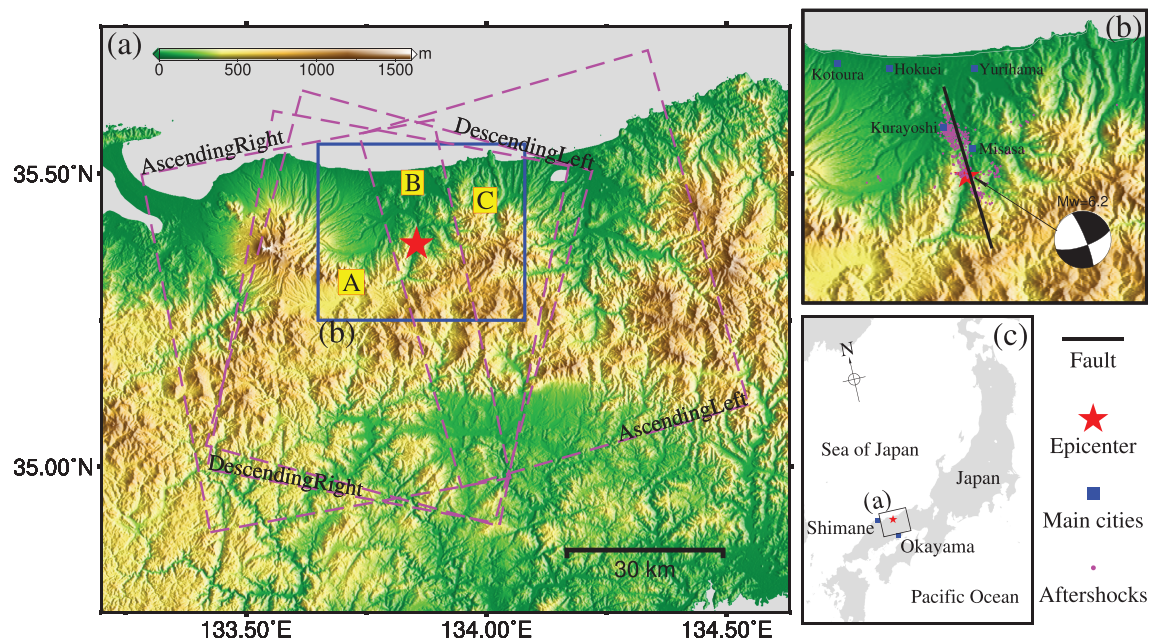 (a)
m
0 500 1000 1500
AscendingRight
DescendingLeft
35.50°N
B
C
A
(b)
AscendingLeft
35.00°N
DescendingRight
30 km
133.50°E 134.00°E 134.50°E
(b)
Kotoura
Hokuei
Yurihama
Kurayoshi
Misasa
Mw=6.2
(c)
N
Sea of Japan
Japan
(a)
Shimane
Okayama
Pacific Ocean
Fault
Epicenter
Main cities
Aftershocks